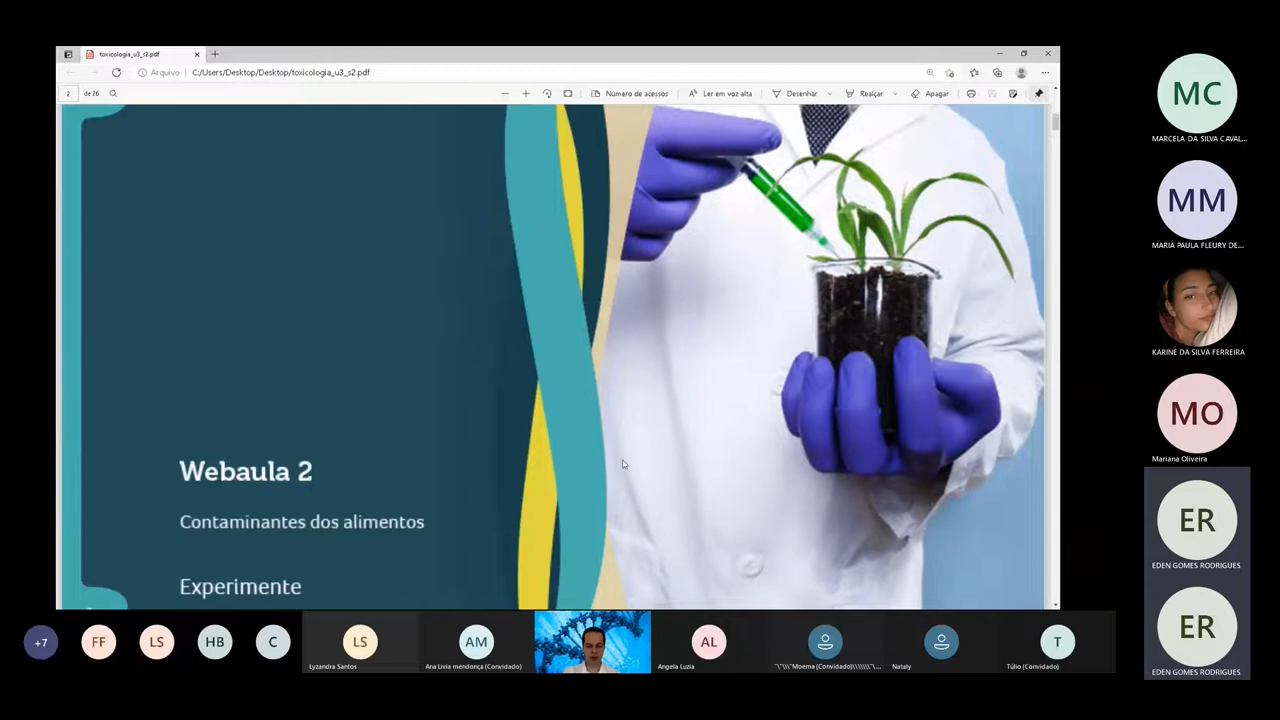 toxicologia_u3_s2.pdf
Arquivo
C:/Users/Desktop/Desktop/toxicologia_u3_s2.pdf
2
de 26
Número de acessos
Ler em voz alta
Desenhar
Realçar
Apagar
Webaula 2
Contaminantes dos alimentos
Experimente
MC
MARCELA DA SILVA CAVAL...
MM
MARIA PAULA FLEURY DE...
KARINE DA SILVA FERREIRA
MO
Mariana Oliveira
ER
EDEN GOMES RODRIGUES
ER
EDEN GOMES RODRIGUES
+7
FF
LS
HB
C
LS
Lyzandra Santos
AM
Ana Livia mendonça (Convidado)
AL
Angela Luzia
"\"\\\"Moema (Convidado)\\\\\\\"\...
Nataly
T
Túlio (Convidado)